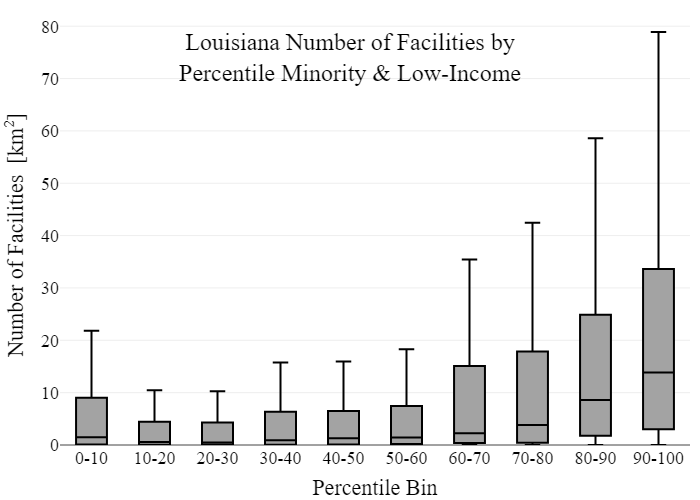 Louisiana Number of Facilities by
Percentile Minority & Low-Income
Number of Facilities [km²]
80
70
60
50
40
30
20
10
0
0-10 10-20 20-30 30-40 40-50 50-60 60-70 70-80 80-90 90-100
Percentile Bin